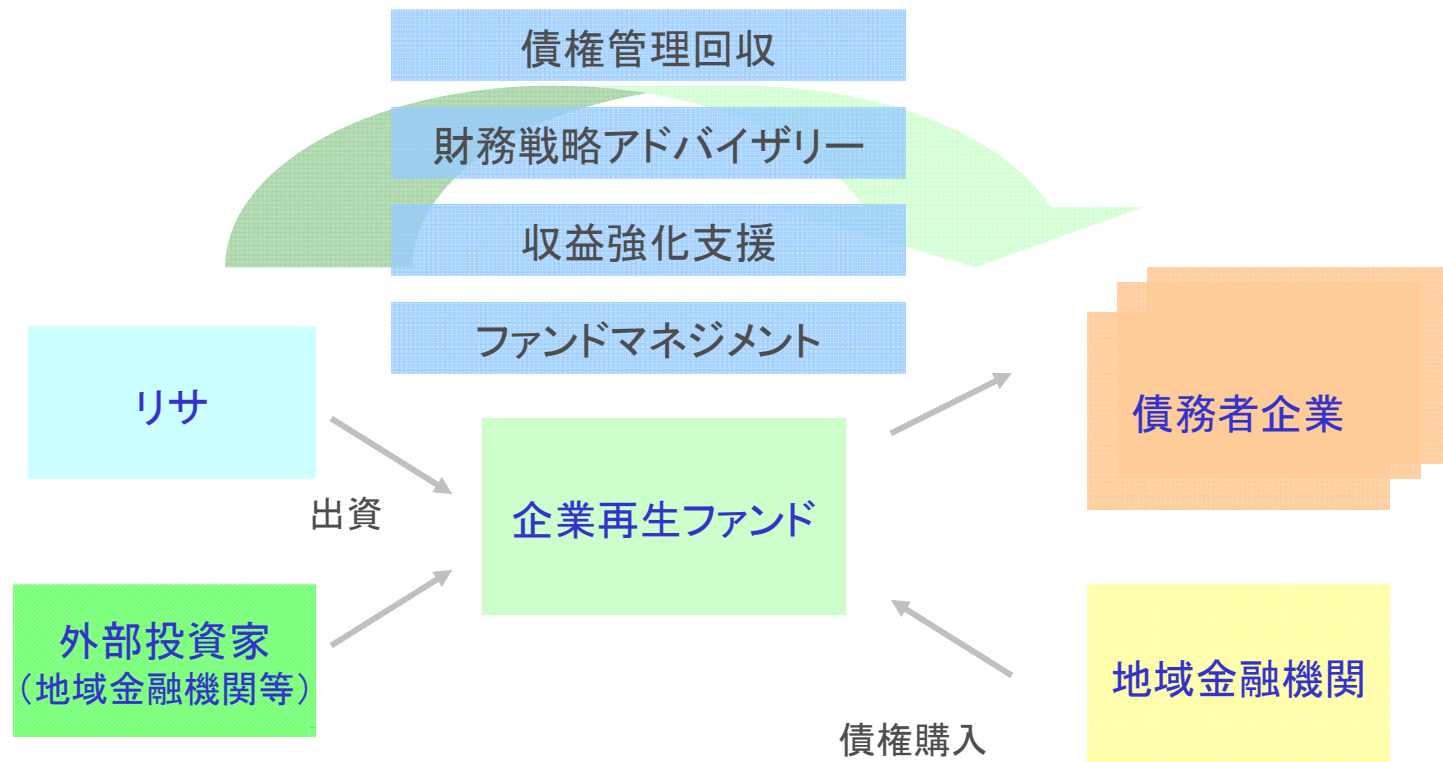 債権管理回収
財務戦略アドバイザリー
収益強化支援
ファンドマネジメント
リサ
債務者企業
出資
企業再生ファンド
外部投資家
（地域金融機関等）
地域金融機関
債権購入